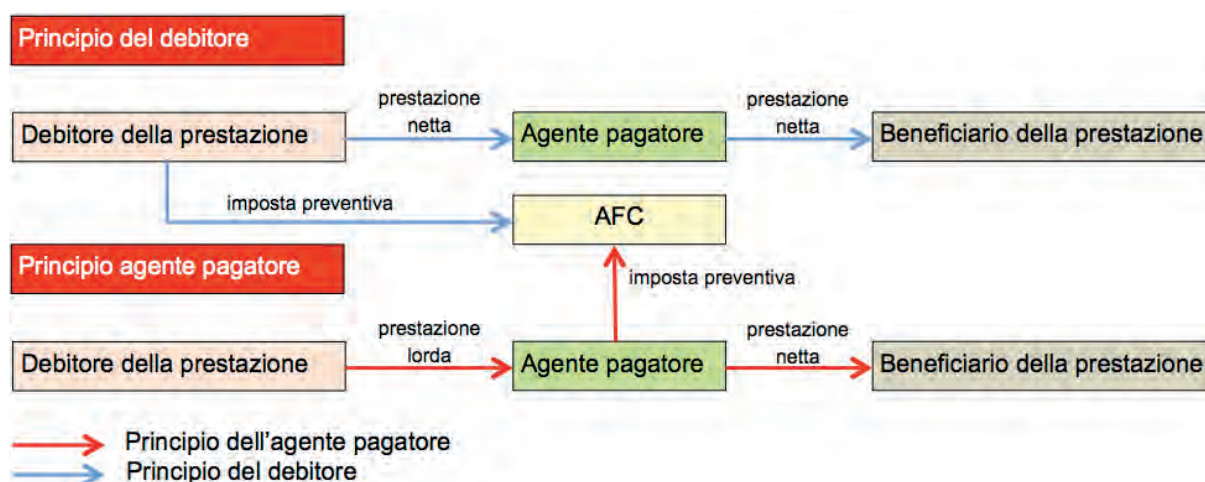 Principio del debitore
prestazione
netta
prestazione
netta
Debitore della prestazione
Agente pagatore
Beneficiario della prestazione
imposta preventiva
AFC
Principio agente pagatore
imposta preventiva
prestazione
lorda
prestazione
netta
Debitore della prestazione
Agente pagatore
Beneficiario della prestazione
Principio dell'agente pagatore
Principio del debitore